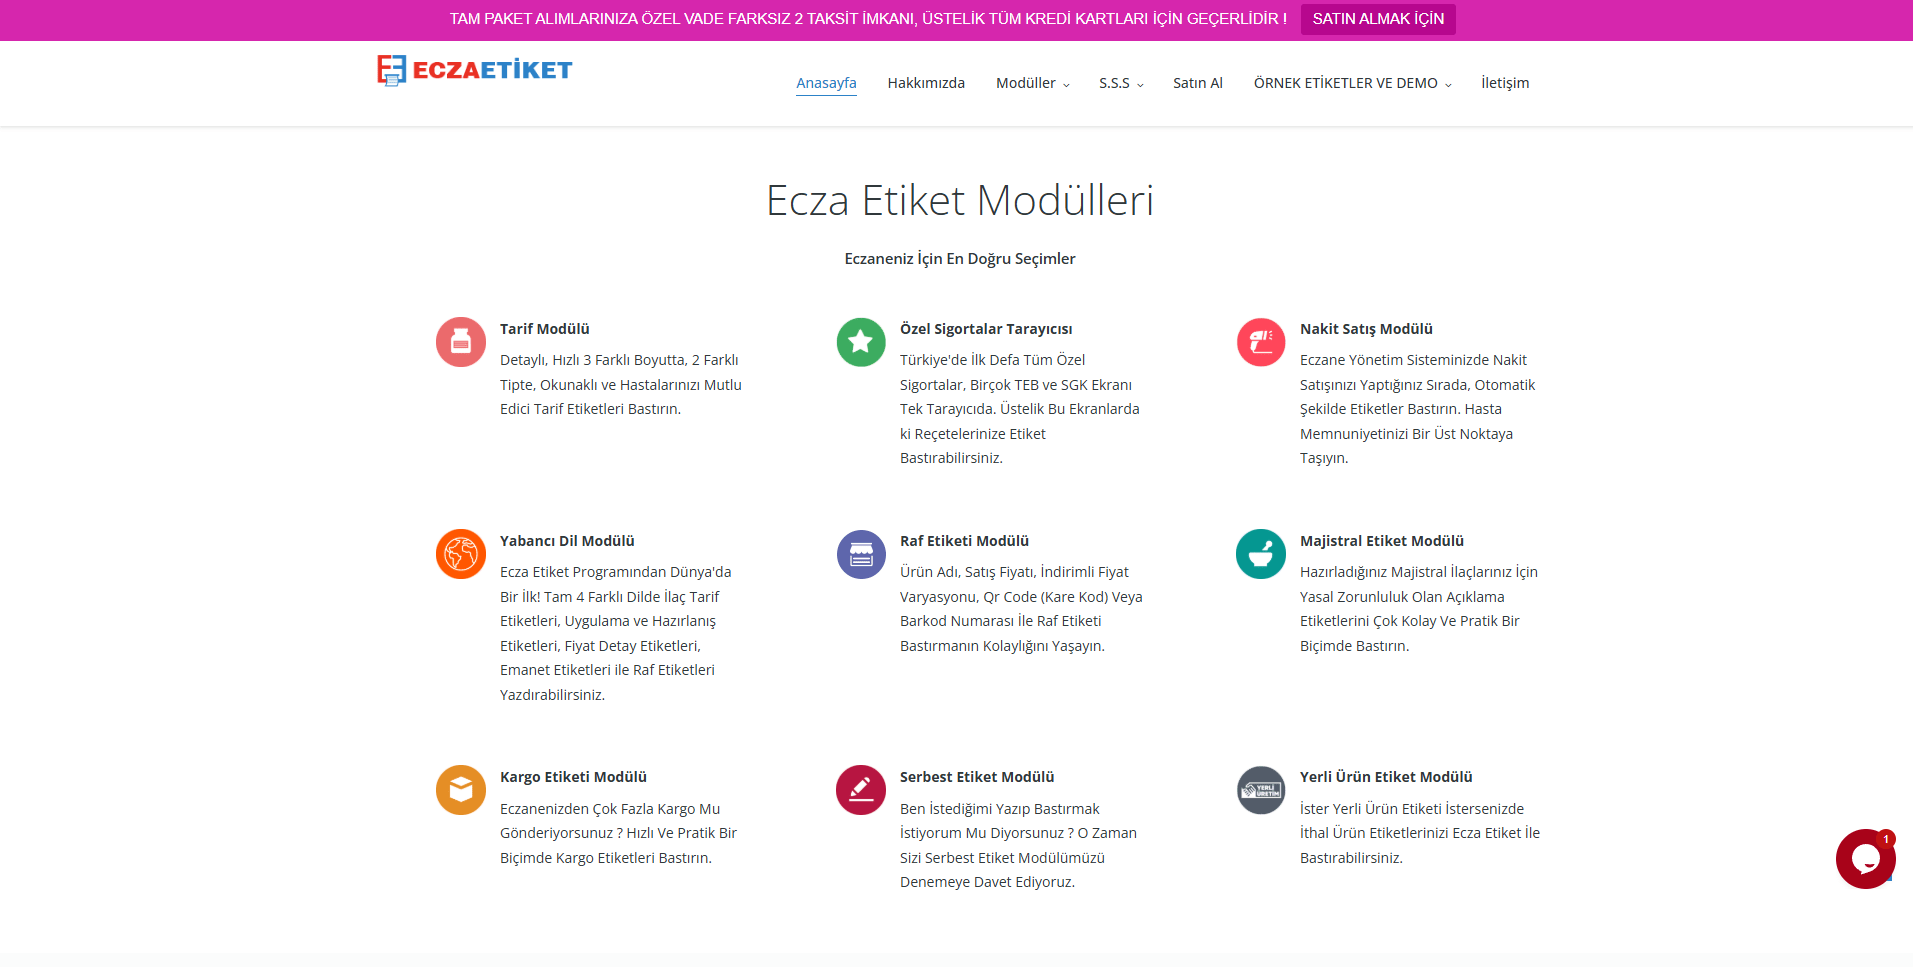 TAM PAKET ALIMLARINIZA ÖZEL VADE FARKSIZ 2 TAKSİT İMKANI, ÜSTELİK TÜM KREDİ KARTLARI İÇİN GEÇERLİDİR ! SATIN ALMAK İÇİN
ECZAETİKET
Anasayfa Hakkımızda Modüller S.S.S Satın Al ÖRNEK ETİKETLER VE DEMO İletişim
Ecza Etiket Modülleri
Eczaneniz İçin En Doğru Seçimler
Tarif Modülü
Detaylı, Hızlı 3 Farklı Boyutta, 2 Farklı
Tipte, Okunaklı ve Hastalarınızı Mutlu
Edici Tarif Etiketleri Bastırın.
Özel Sigortalar Tarayıcısı
Türkiye'de İlk Defa Tüm Özel
Sigortalar, Birçok TEB ve SGK Ekranı
Tek Tarayıcıda. Üstelik Bu Ekranlarda
ki Reçetelerinize Etiket
Bastırabilirsiniz.
Nakit Satış Modülü
Eczane Yönetim Sisteminizde Nakit
Satışınızı Yaptığınız Sırada, Otomatik
Şekilde Etiketler Bastırın. Hasta
Memnuniyetinizi Bir Üst Noktaya
Taşıyın.
Yabancı Dil Modülü
Ecza Etiket Programından Dünya'da
Bir İlk! Tam 4 Farklı Dilde İlaç Tarif
Etiketleri, Uygulama ve Hazırlanış
Etiketleri, Fiyat Detay Etiketleri,
Emanet Etiketleri ile Raf Etiketleri
Yazdırabilirsiniz.
Raf Etiketi Modülü
Ürün Adı, Satış Fiyatı, İndirimli Fiyat
Varyasyonu, Qr Code (Kare Kod) Veya
Barkod Numarası İle Raf Etiketi
Bastırmanın Kolaylığını Yaşayın.
Majistral Etiket Modülü
Hazırladığınız Majistral İlaçlarınız İçin
Yasal Zorunluluk Olan Açıklama
Etiketlerini Çok Kolay Ve Pratik Bir
Biçimde Bastırın.
Kargo Etiketi Modülü
Eczanenizden Çok Fazla Kargo Mu
Gönderiyorsunuz ? Hızlı Ve Pratik Bir
Biçimde Kargo Etiketleri Bastırın.
Serbest Etiket Modülü
Ben İstediğimi Yazıp Bastırmak
İstiyorum Mu Diyorsunuz ? O Zaman
Sizi Serbest Etiket Modülümüzü
Denemeye Davet Ediyoruz.
YERLİ
ÜRETİM
Yerli Ürün Etiket Modülü
İster Yerli Ürün Etiketi İstersenizde
İthal Ürün Etiketlerinizi Ecza Etiket İle
Bastırabilirsiniz.
1